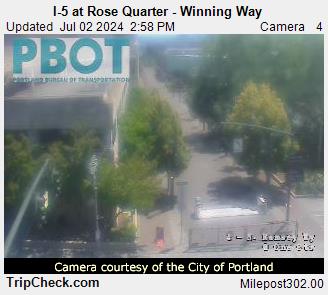 I-5 at Rose Quarter - Winning Way
Updated Jul 02 2024 2:58 PM Camera 4
PBOT
PORTLAND BUREAU OF TRANSPORTATION
Camera courtesy of the City of Portland
TripCheck.com Milepost302.00